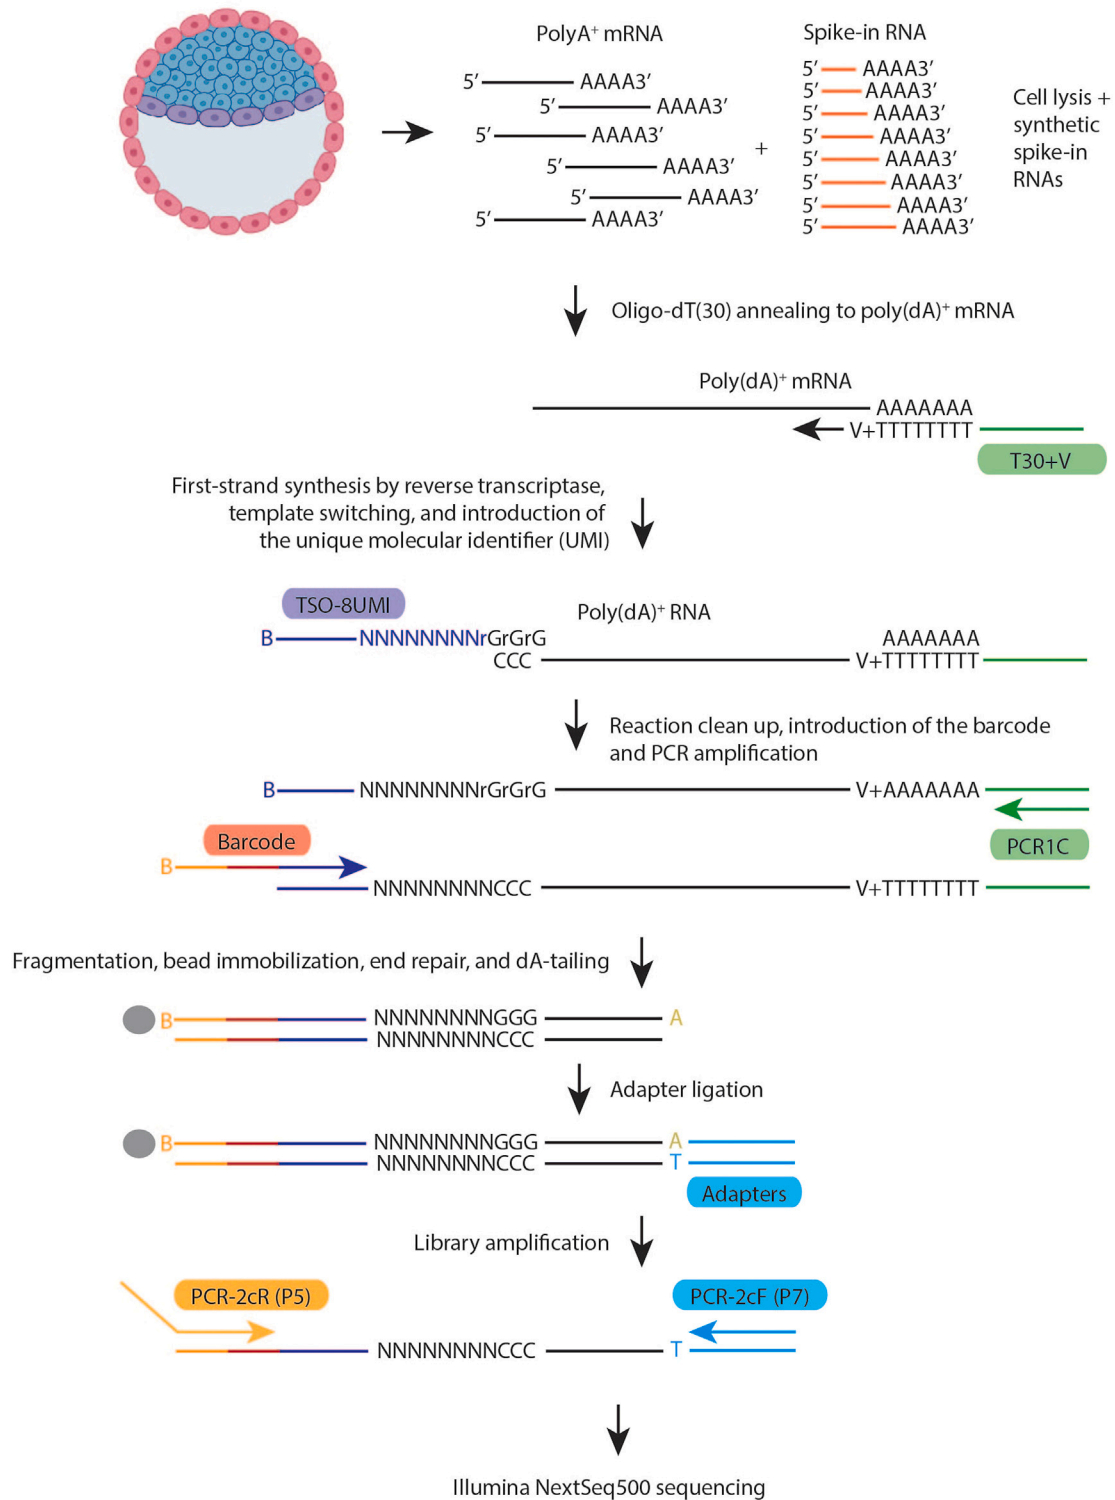 PolyA⁺ mRNA
Spike-in RNA
5′ AAAA3′
5′ AAAA3′
5′ AAAA3′
5′ AAAA3′
5′ AAAA3′
5′ AAAA3′
+
5′ AAAA3′
5′ AAAA3′
5′ AAAA3′
5′ AAAA3′
5′ AAAA3′
5′ AAAA3′
5′ AAAA3′
5′ AAAA3′
Cell lysis +
synthetic
spike-in
RNAs
Oligo-dT(30) annealing to poly(dA)⁺ mRNA
Poly(dA)⁺ mRNA
AAAAAAA
V+TTTTTTTT
T30+V
First-strand synthesis by reverse transcriptase,
template switching, and introduction of
the unique molecular identifier (UMI)
TSO-8UMI
Poly(dA)⁺ RNA
B NNNNNNNNrGrGrG AAAAAAA
CCC V+TTTTTTTT
Reaction clean up, introduction of the barcode
and PCR amplification
B NNNNNNNNrGrGrG V+AAAAAAA
Barcode
PCR1C
B
NNNNNNNNCCC V+TTTTTTTT
Fragmentation, bead immobilization, end repair, and dA-tailing
B NNNNNNNNGGG A
NNNNNNNNCCC
Adapter ligation
B NNNNNNNNGGG A
NNNNNNNNCCC T
Adapters
Library amplification
PCR-2cR (P5)
PCR-2cF (P7)
NNNNNNNNCCC T
Illumina NextSeq500 sequencing